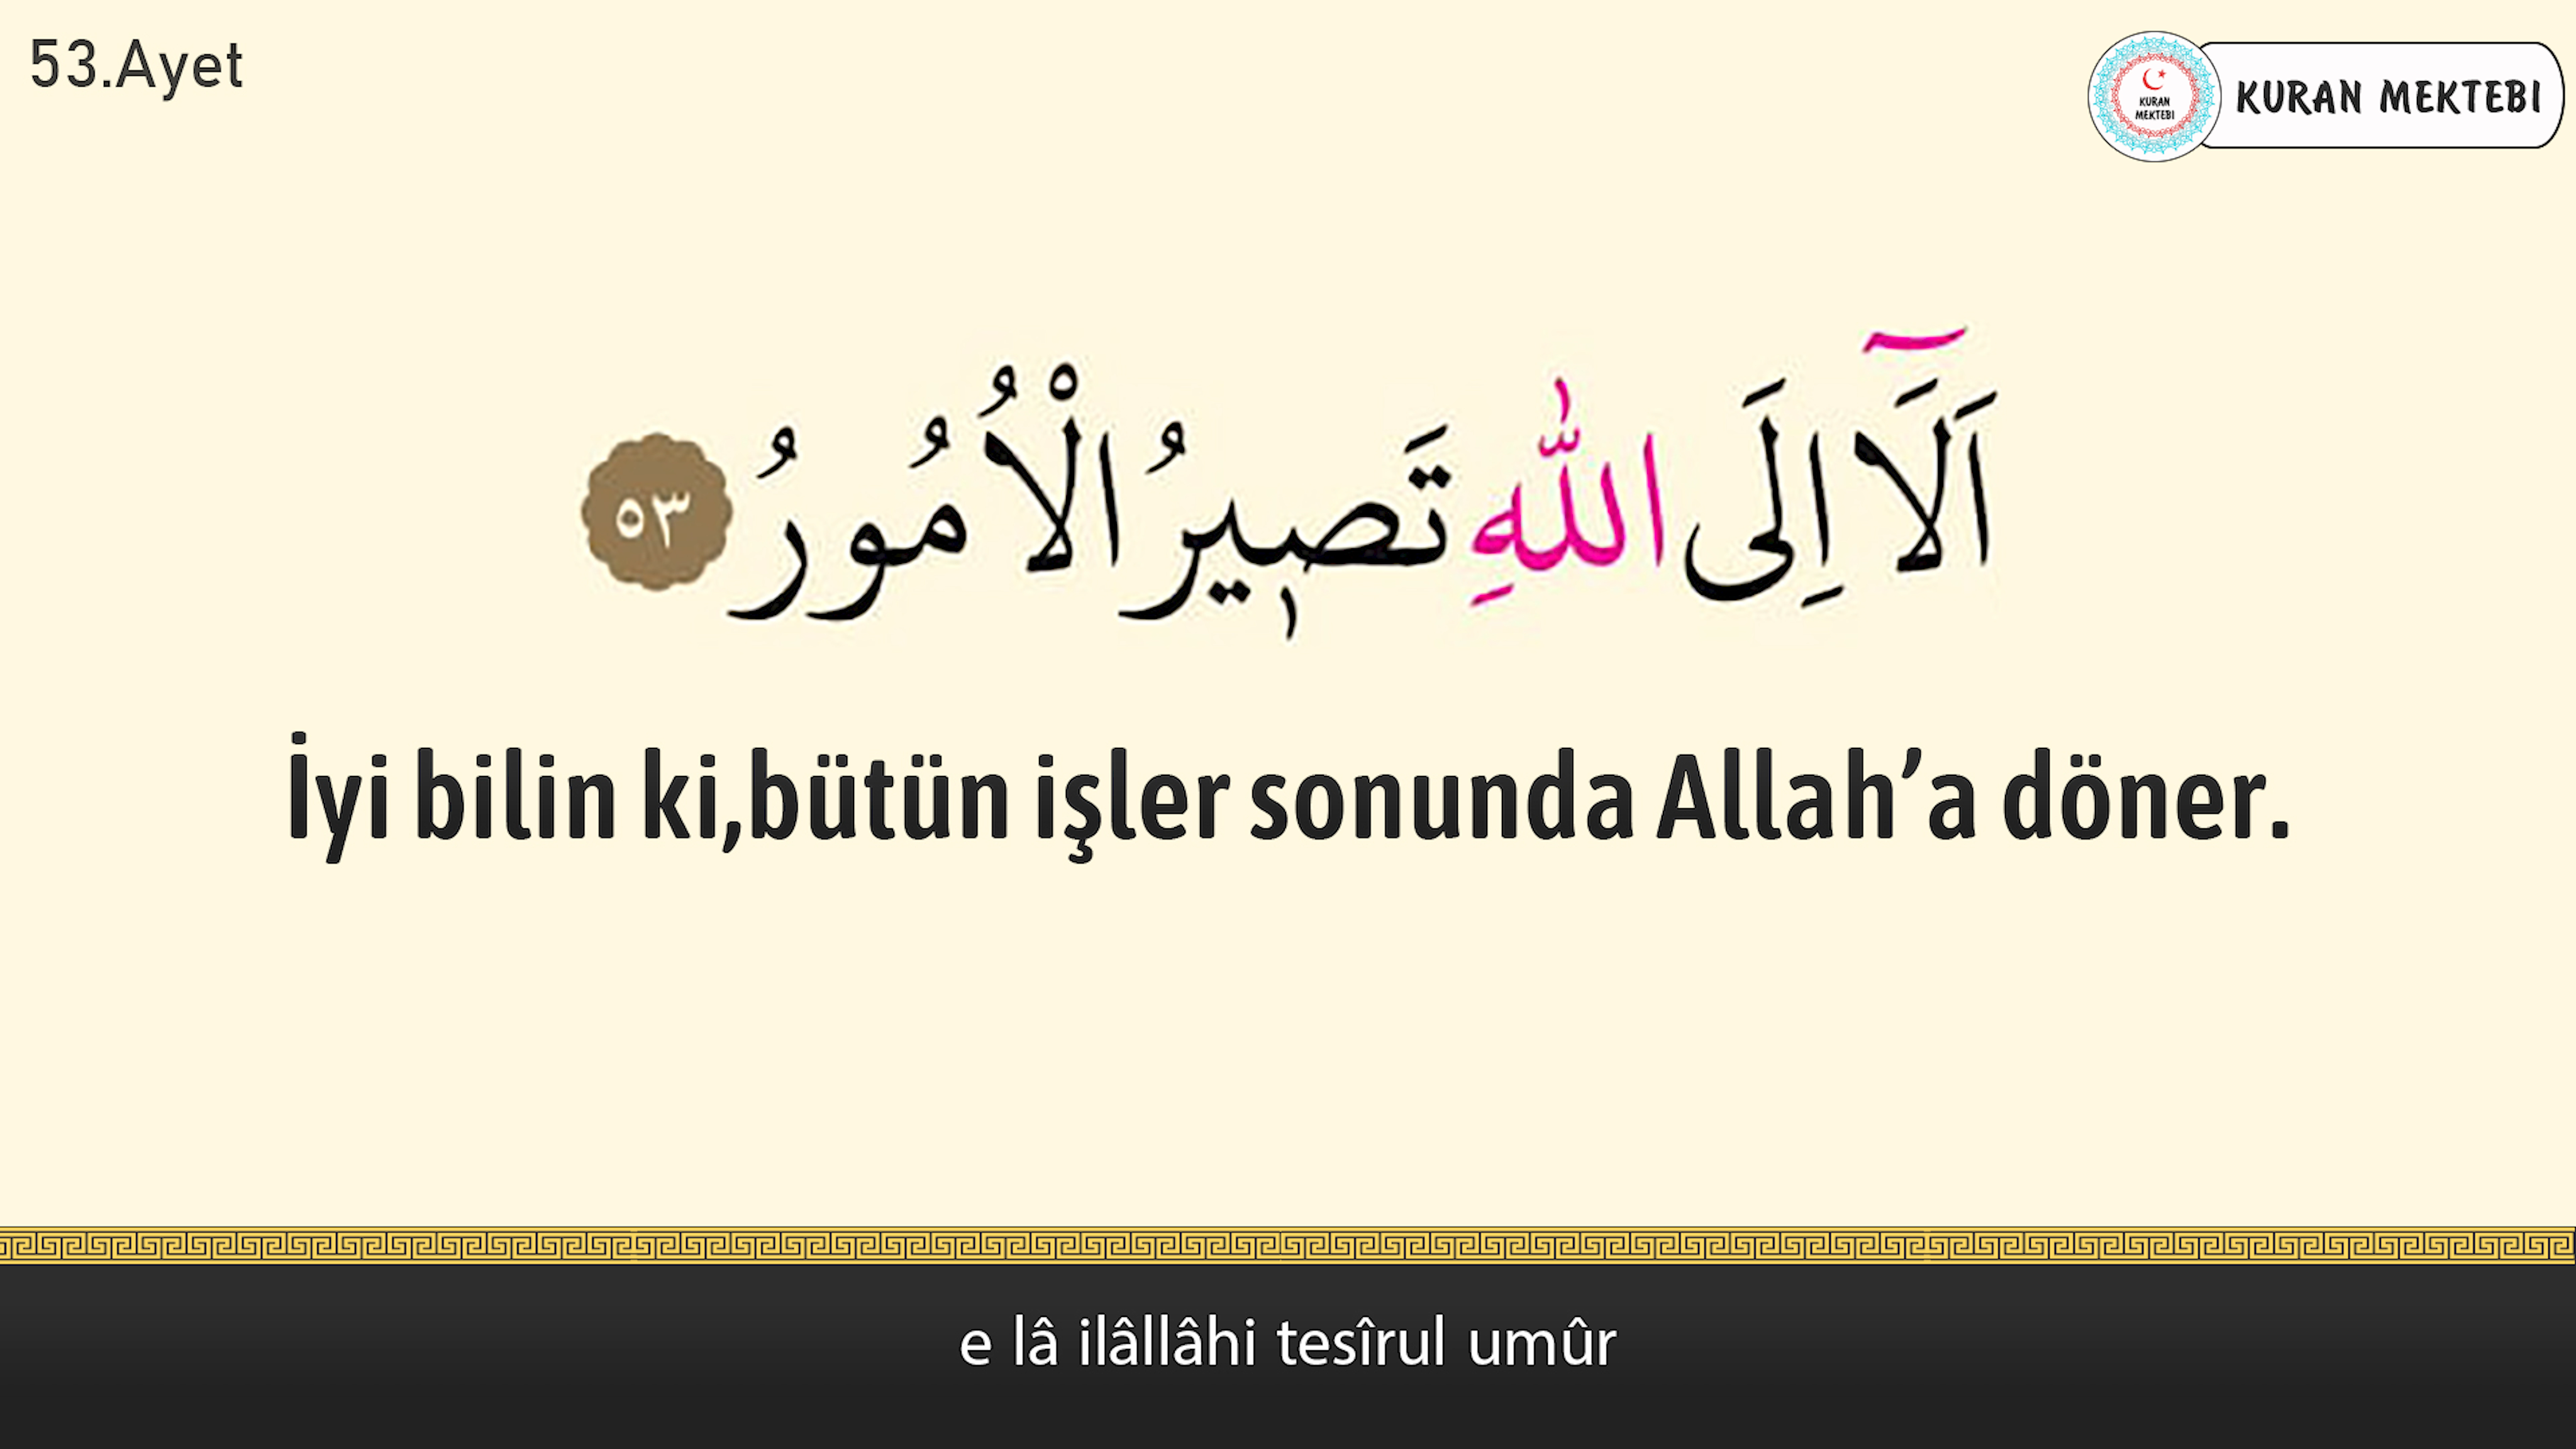 53.Ayet
KURAN
MEKTEBI
KURAN MEKTEBI
اَلَٓا اِلَى اللّٰهِ تَصٖيرُ الْاُمُورُ ٥٣
İyi bilin ki,bütün işler sonunda Allah’a döner.
e lâ ilâllâhi tesîrul umûr